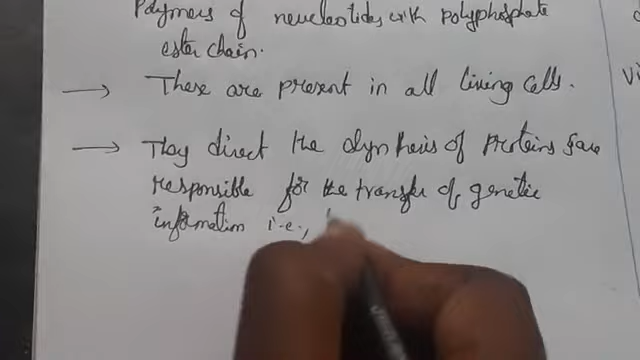 Polymers of neucleotides with polyphosphate
ester chain.
→ These are present in all living cells.
→ They direct the synthesis of Proteins & are
responsible for the transfer of genetic
information i.e.,